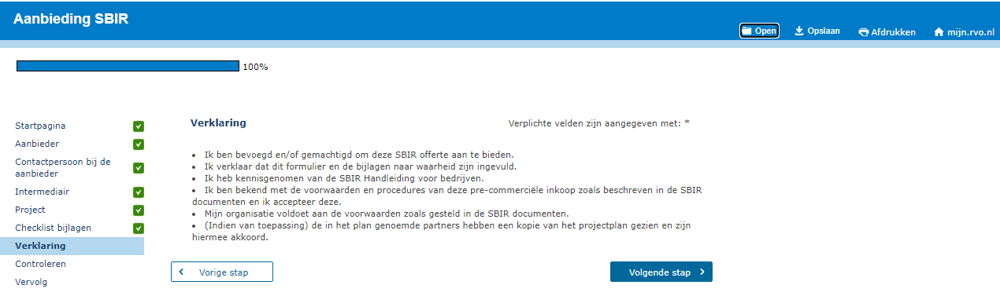 Aanbieding SBIR
Open
Opslaan
Afdrukken
mijn.rvo.nl
100%
Startpagina
Aanbieder
Contactpersoon bij de
aanbieder
Intermediair
Project
Checklist bijlagen
Verklaring
Controleren
Vervolg
Verklaring
Verplichte velden zijn aangegeven met: *
• Ik ben bevoegd en/of gemachtigd om deze SBIR offerte aan te bieden.
• Ik verklaar dat dit formulier en de bijlagen naar waarheid zijn ingevuld.
• Ik heb kennisgenomen van de SBIR Handleiding voor bedrijven.
• Ik ben bekend met de voorwaarden en procedures van deze pre-commerciële inkoop zoals beschreven in de SBIR
documenten en ik accepteer deze.
• Mijn organisatie voldoet aan de voorwaarden zoals gesteld in de SBIR documenten.
• (Indien van toepassing) de in het plan genoemde partners hebben een kopie van het projectplan gezien en zijn
hiermee akkoord.
Vorige stap
Volgende stap